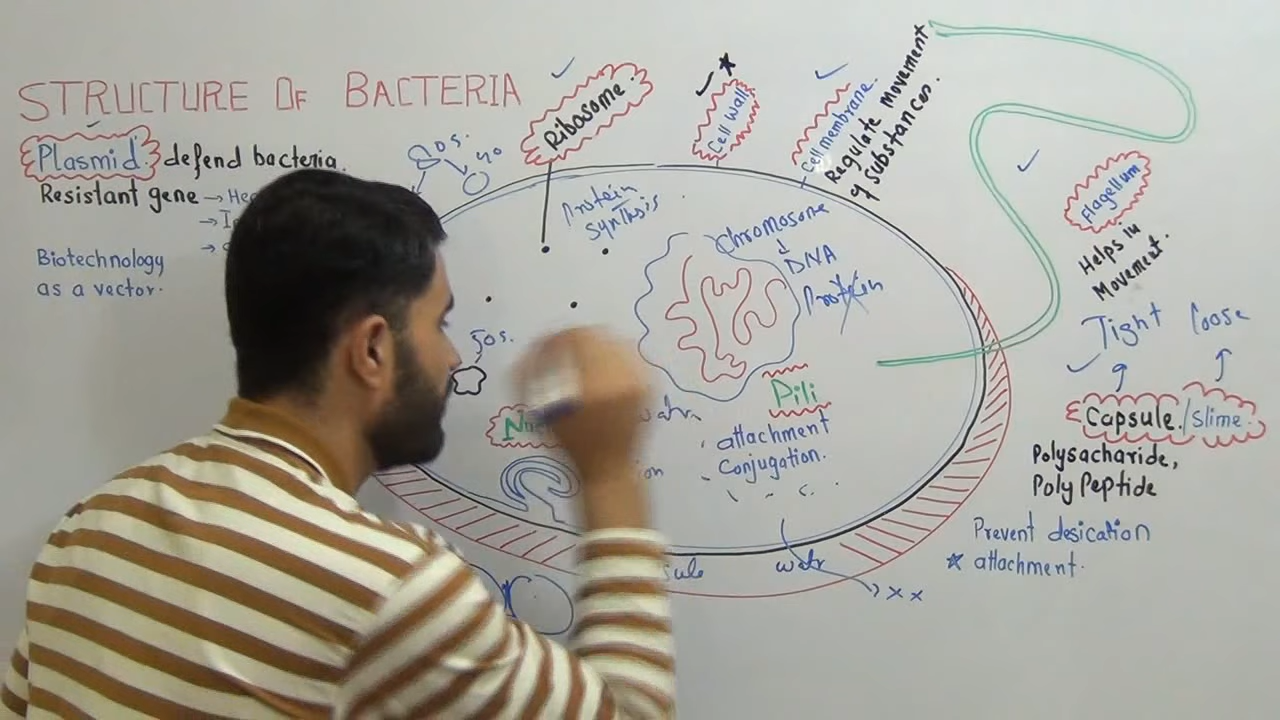 STRUCTURE OF BACTERIA
Plasmid. defend bacteria.
Resistant gene →
Biotechnology
as a vector.
Ribosome.
Cell wall
Cell membrane.
Regulate Movement
of Substances.
Protein
synthesis.
Chromosome
↓
DNA
Protein
50s.
Pili
attachment
Conjugation.
water
Flagellum
Helps in
Movement.
Tight Loose
Capsule./Slime.
Polysacharide,
Poly Peptide
Prevent desication
* attachment.
→ x x